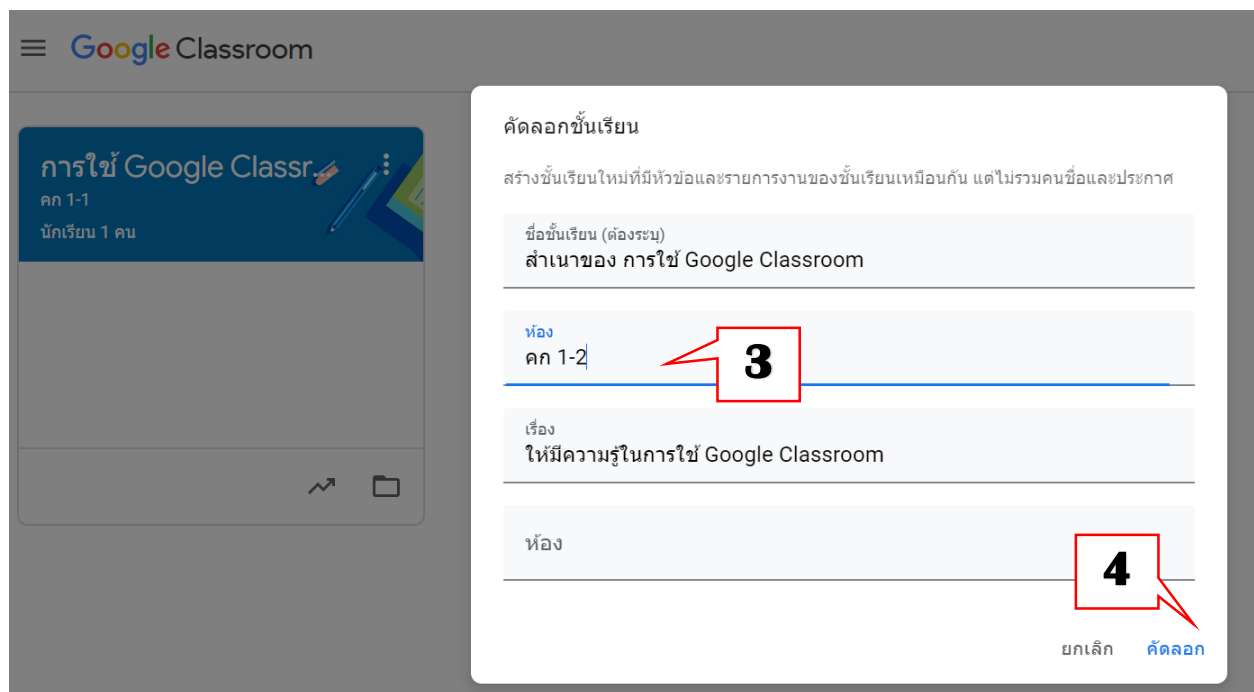 Google Classroom
การใช้ Google Classr...
คก 1-1
นักเรียน 1 คน
คัดลอกชั้นเรียน
สร้างชั้นเรียนใหม่ที่มีหัวข้อและรายการงานของชั้นเรียนเหมือนกัน แต่ไม่รวมคนชื่อและประกาศ
ชื่อชั้นเรียน (ต้องระบุ)
สำเนาของ การใช้ Google Classroom
ห้อง
คก 1-2
3
เรื่อง
ให้มีความรู้ในการใช้ Google Classroom
ห้อง
4
ยกเลิก คัดลอก